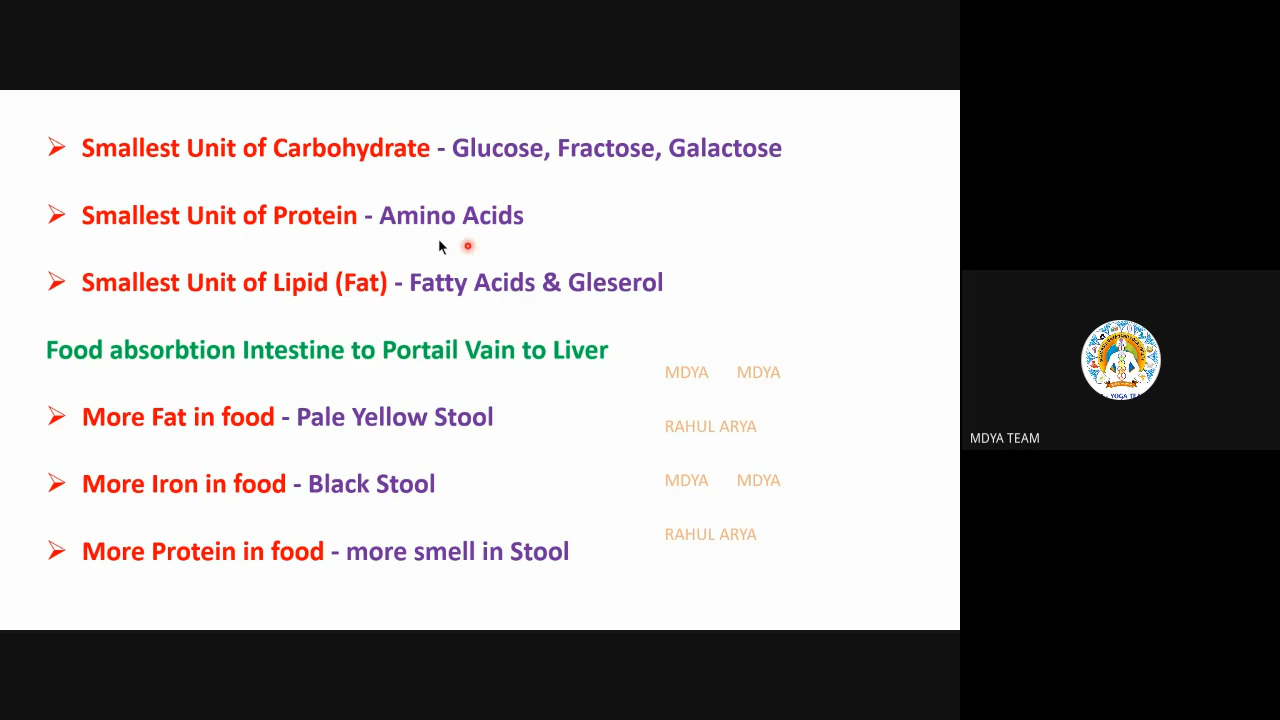 ➢ Smallest Unit of Carbohydrate - Glucose, Fractose, Galactose
➢ Smallest Unit of Protein - Amino Acids
➢ Smallest Unit of Lipid (Fat) - Fatty Acids & Gleserol
Food absorbtion Intestine to Portail Vain to Liver
➢ More Fat in food - Pale Yellow Stool
➢ More Iron in food - Black Stool
➢ More Protein in food - more smell in Stool
MDYA MDYA
RAHUL ARYA
MDYA MDYA
RAHUL ARYA
MDYA TEAM